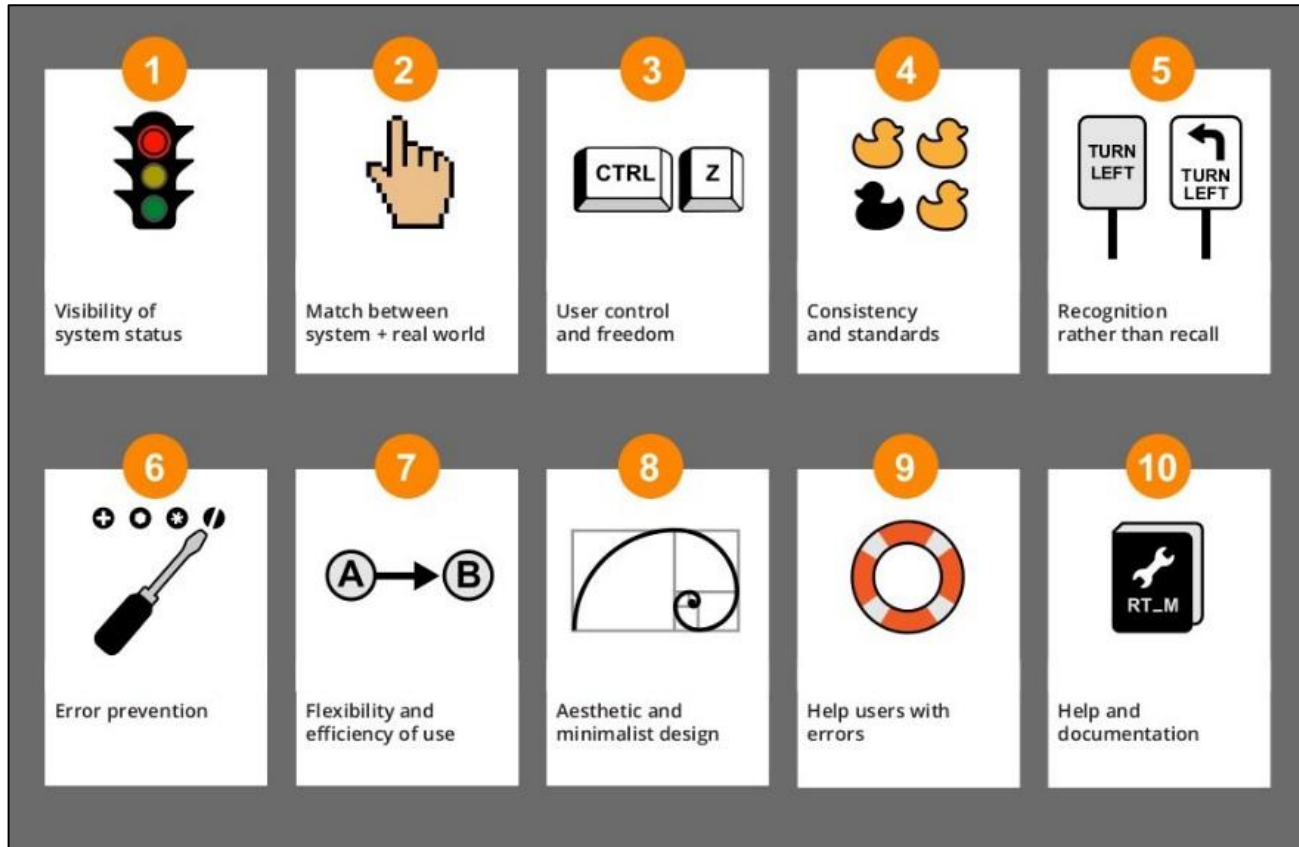 1
Visibility of
system status
2
Match between
system + real world
3
CTRL Z
User control
and freedom
4
Consistency
and standards
5
TURN
LEFT
TURN
LEFT
Recognition
rather than recall
6
Error prevention
7
A B
Flexibility and
efficiency of use
8
Aesthetic and
minimalist design
9
Help users with
errors
10
RT_M
Help and
documentation